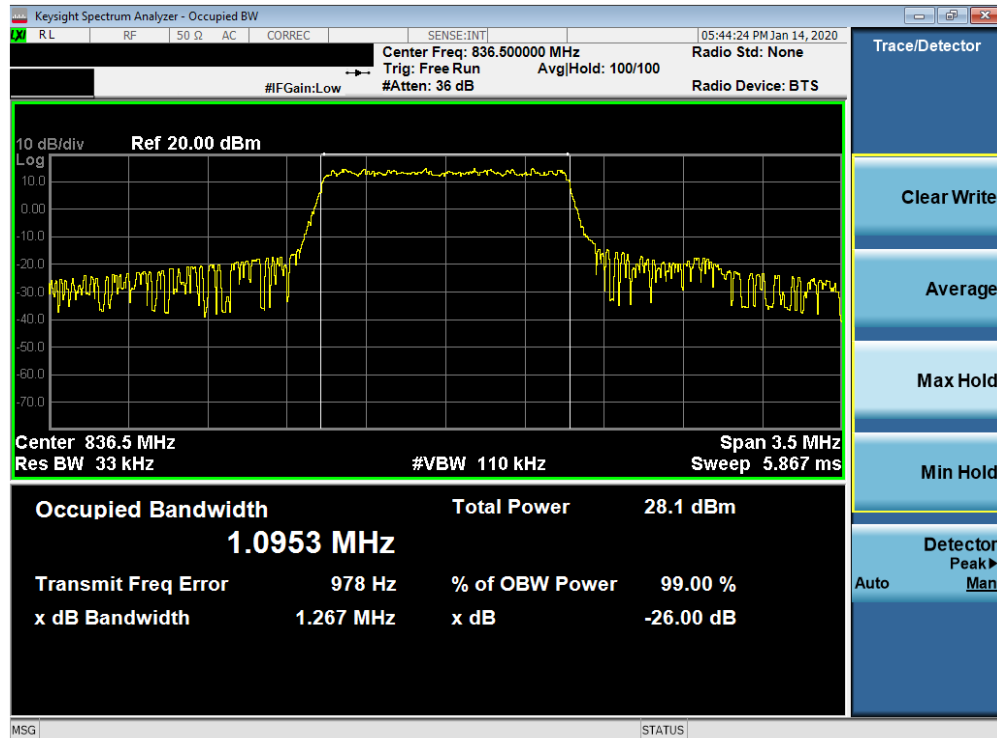 Keysight Spectrum Analyzer - Occupied BW
LXI RL RF 50 Ω AC CORREC SENSE:INT 05:44:24 PM Jan 14, 2020
Center Freq: 836.500000 MHz Radio Std: None
Trig: Free Run Avg|Hold: 100/100
#IFGain:Low #Atten: 36 dB Radio Device: BTS
10 dB/div Ref 20.00 dBm
Log
10.0
0.00
-10.0
-20.0
-30.0
-40.0
-50.0
-60.0
-70.0
Center 836.5 MHz Span 3.5 MHz
Res BW 33 kHz #VBW 110 kHz Sweep 5.867 ms
Occupied Bandwidth Total Power 28.1 dBm
1.0953 MHz
Transmit Freq Error 978 Hz % of OBW Power 99.00 %
x dB Bandwidth 1.267 MHz x dB -26.00 dB
Trace/Detector
Clear Write
Average
Max Hold
Min Hold
Detector
Peak▶
Auto Man
MSG STATUS